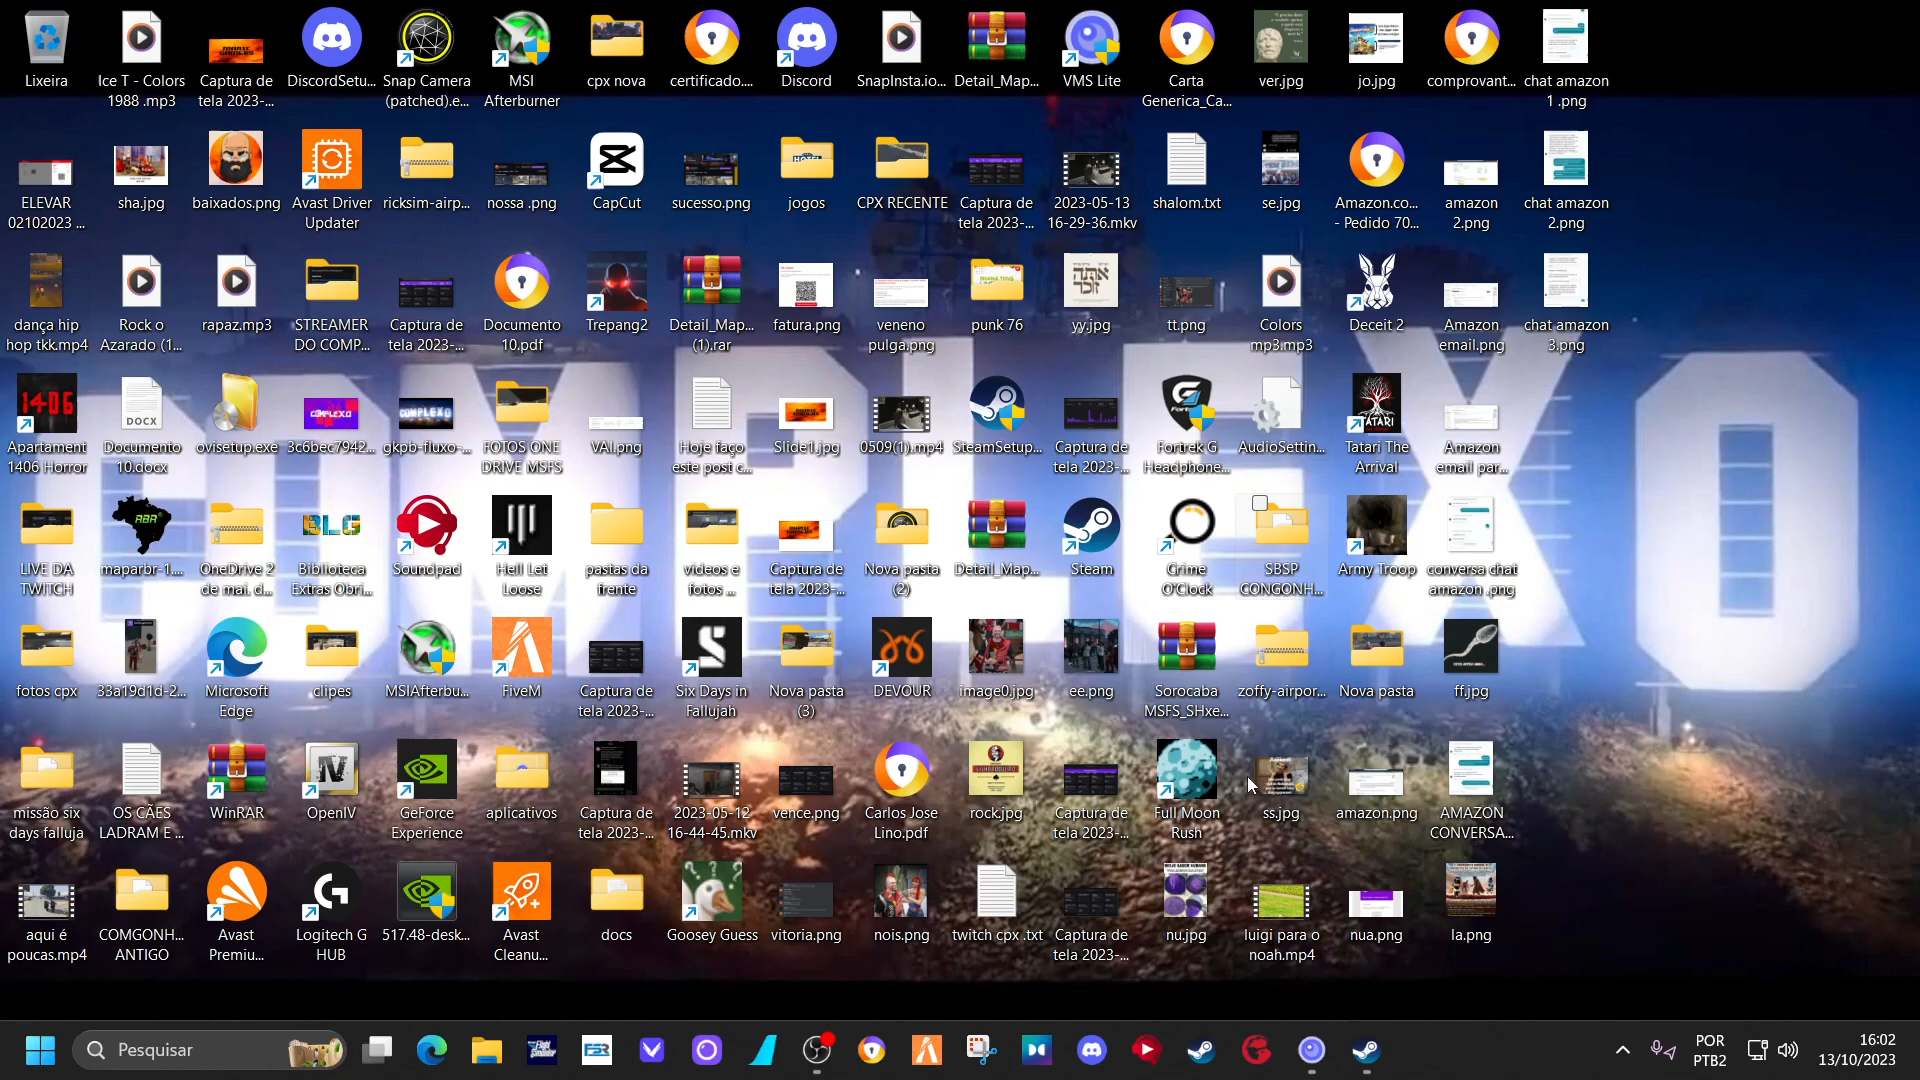 Lixeira
Ice T - Colors
1988 .mp3
Captura de
tela 2023-...
DiscordSetu...
Snap Camera
(patched).e...
MSI
Afterburner
cpx nova
certificado....
Discord
SnapInsta.io...
Detail_Map...
VMS Lite
Carta
Generica_Ca...
ver.jpg
jo.jpg
comprovant...
chat amazon
1 .png
ELEVAR
02102023 ...
sha.jpg
baixados.png
Avast Driver
Updater
ricksim-airp...
nossa .png
CapCut
sucesso.png
jogos
CPX RECENTE
Captura de
tela 2023-...
2023-05-13
16-29-36.mkv
shalom.txt
se.jpg
Amazon.co...
- Pedido 70...
amazon
2.png
chat amazon
2.png
dança hip
hop tkk.mp4
Rock o
Azarado (1...
rapaz.mp3
STREAMER
DO COMP...
Captura de
tela 2023-...
Documento
10.pdf
Trepang2
Detail_Map...
(1).rar
fatura.png
veneno
pulga.png
punk 76
yy.jpg
tt.png
Colors
mp3.mp3
Deceit 2
Amazon
email.png
chat amazon
3.png
1406
Apartament
1406 Horror
DOCX
Documento
10.docx
ovisetup.exe
COMPLEXO
3c6bec7942...
COMPLEXO
gkpb-fluxo-...
FOTOS ONE
DRIVE MSFS
VAI.png
Hoje faço
este post c...
Slide1.jpg
0509(1).mp4
SteamSetup...
Captura de
tela 2023-...
Fortrek G
Headphone...
AudioSettin...
TATARI
Tatari The
Arrival
Amazon
email par...
LIVE DA
TWITCH
maparbr-1....
OneDrive 2
de mai. d...
BLG
Biblioteca
Extras Obri...
Soundpad
Hell Let
Loose
pastas da
frente
videos e
fotos ...
Captura de
tela 2023-...
Nova pasta
(2)
Detail_Map...
Steam
Crime
O'Clock
SBSP
CONGONH...
Army Troop
conversa chat
amazon .png
fotos cpx
33a19d1d-2...
Microsoft
Edge
clipes
MSIAfterbu...
FiveM
Captura de
tela 2023-...
Six Days in
Fallujah
Nova pasta
(3)
DEVOUR
image0.jpg
ee.png
Sorocaba
MSFS_SHxe...
zoffy-airpor...
Nova pasta
ff.jpg
missão six
days falluja
OS CÃES
LADRAM E ...
WinRAR
OpenIV
GeForce
Experience
aplicativos
Captura de
tela 2023-...
2023-05-12
16-44-45.mkv
vence.png
Carlos Jose
Lino.pdf
rock.jpg
Captura de
tela 2023-...
Full Moon
Rush
ss.jpg
amazon.png
AMAZON
CONVERSA...
aqui é
poucas.mp4
COMGONH...
ANTIGO
Avast
Premiu...
Logitech G
HUB
517.48-desk...
Avast
Cleanu...
docs
Goosey Guess
vitoria.png
nois.png
twitch cpx .txt
Captura de
tela 2023-...
nu.jpg
luigi para o
noah.mp4
nua.png
la.png
COMPLEXO
Pesquisar
FSR
POR
PTB2
16:02
13/10/2023